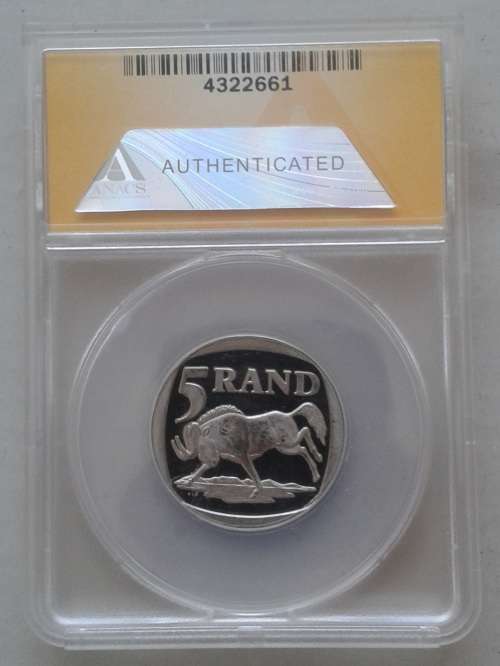 4322661
ANACS
AUTHENTICATED
5 RAND